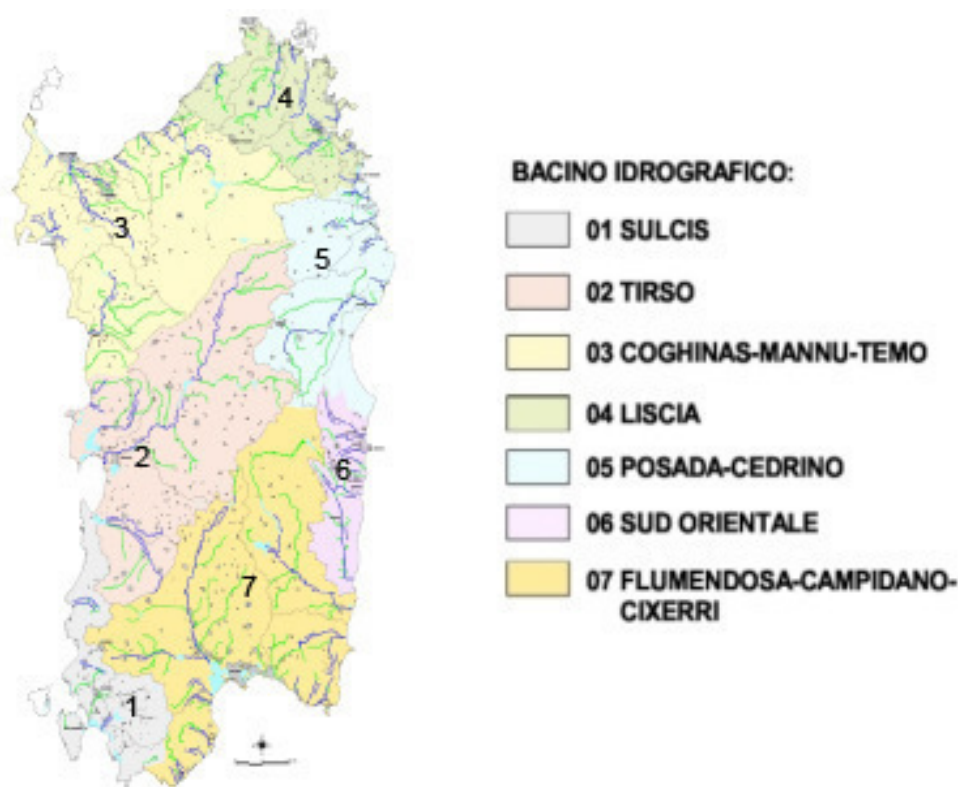 4
3
5
2
6
7
1
BACINO IDROGRAFICO:
01 SULCIS
02 TIRSO
03 COGHINAS-MANNU-TEMO
04 LISCIA
05 POSADA-CEDRINO
06 SUD ORIENTALE
07 FLUMENDOSA-CAMPIDANO-
CIXERRI